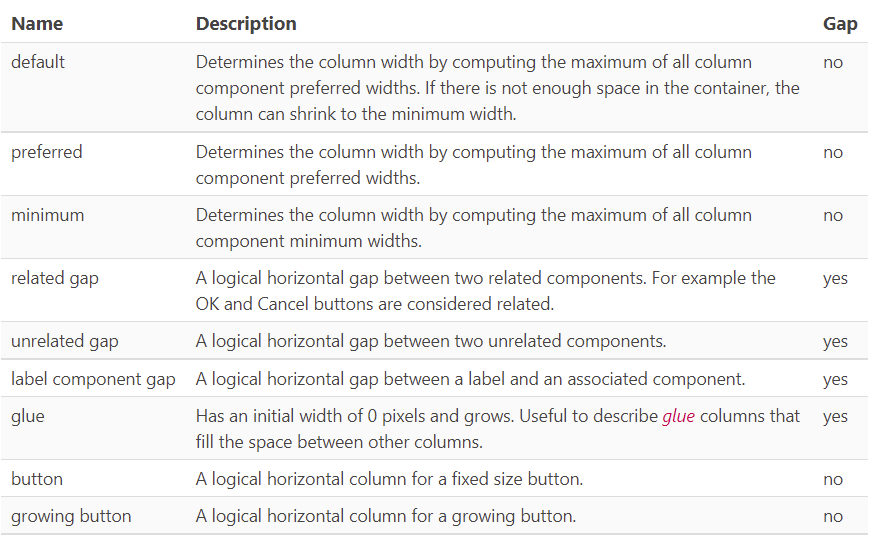 Name Description Gap
default Determines the column width by computing the maximum of all column no
component preferred widths. If there is not enough space in the container, the
column can shrink to the minimum width.
preferred Determines the column width by computing the maximum of all column no
component preferred widths.
minimum Determines the column width by computing the maximum of all column no
component minimum widths.
related gap A logical horizontal gap between two related components. For example the yes
OK and Cancel buttons are considered related.
unrelated gap A logical horizontal gap between two unrelated components. yes
label component gap A logical horizontal gap between a label and an associated component. yes
glue Has an initial width of 0 pixels and grows. Useful to describe glue columns that yes
fill the space between other columns.
button A logical horizontal column for a fixed size button. no
growing button A logical horizontal column for a growing button. no